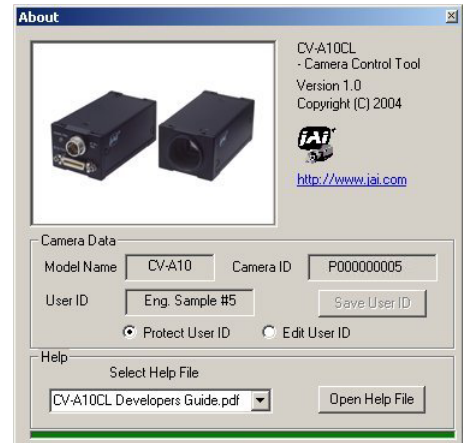 About
CV-A10CL
- Camera Control Tool
Version 1.0
Copyright (C) 2004
JAI
http://www.jai.com
Camera Data
Model Name CV-A10 Camera ID P000000005
User ID Eng. Sample #5 Save User ID
Protect User ID Edit User ID
Help
Select Help File
CV-A10CL Developers Guide.pdf Open Help File